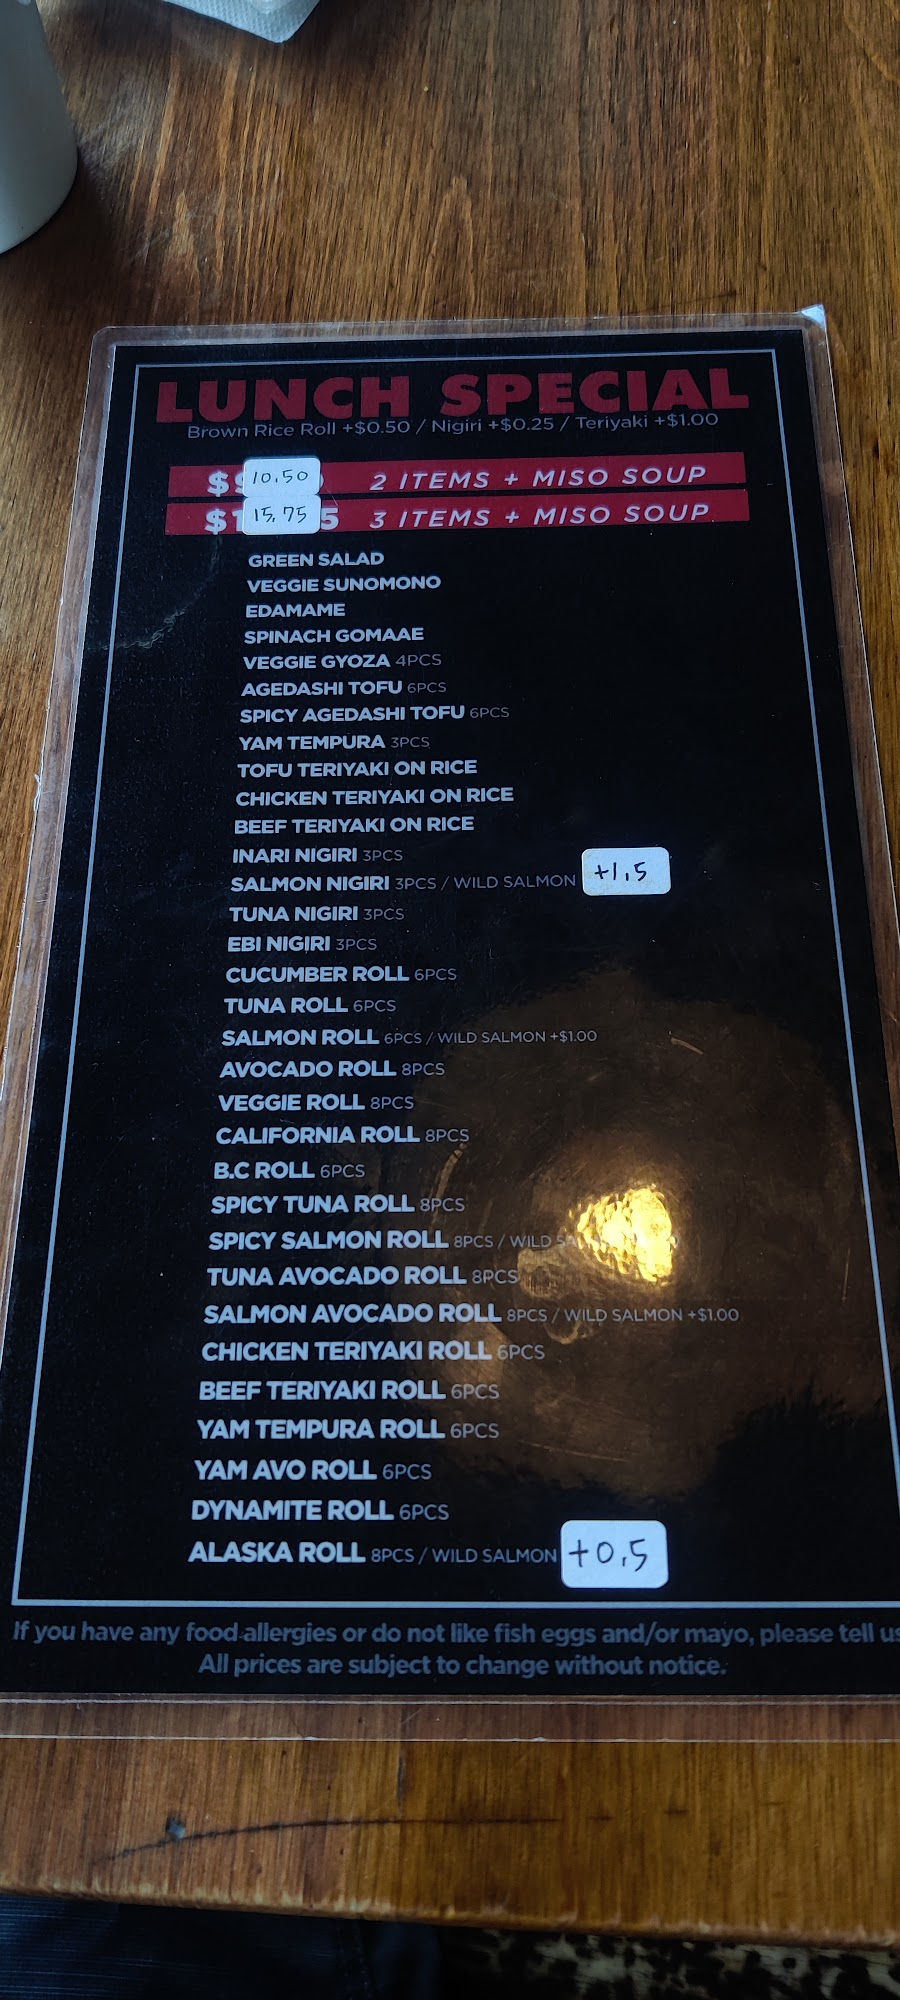 LUNCH SPECIAL
Brown Rice Roll +$0.50 / Nigiri +$0.25 / Teriyaki +$1.00
$ 10.50 2 ITEMS + MISO SOUP
$1 15.75 5 3 ITEMS + MISO SOUP
GREEN SALAD
VEGGIE SUNOMONO
EDAMAME
SPINACH GOMAAE
VEGGIE GYOZA 4PCS
AGEDASHI TOFU 6PCS
SPICY AGEDASHI TOFU 6PCS
YAM TEMPURA 3PCS
TOFU TERIYAKI ON RICE
CHICKEN TERIYAKI ON RICE
BEEF TERIYAKI ON RICE
INARI NIGIRI 3PCS
SALMON NIGIRI 3PCS / WILD SALMON +1,5
TUNA NIGIRI 3PCS
EBI NIGIRI 3PCS
CUCUMBER ROLL 6PCS
TUNA ROLL 6PCS
SALMON ROLL 6PCS / WILD SALMON +$1.00
AVOCADO ROLL 8PCS
VEGGIE ROLL 8PCS
CALIFORNIA ROLL 8PCS
B.C ROLL 6PCS
SPICY TUNA ROLL 8PCS
SPICY SALMON ROLL 8PCS / WILD
TUNA AVOCADO ROLL 8PCS
SALMON AVOCADO ROLL 8PCS / WILD SALMON +$1.00
CHICKEN TERIYAKI ROLL 6PCS
BEEF TERIYAKI ROLL 6PCS
YAM TEMPURA ROLL 6PCS
YAM AVO ROLL 6PCS
DYNAMITE ROLL 6PCS
ALASKA ROLL 8PCS / WILD SALMON +0,5
If you have any food allergies or do not like fish eggs and/or mayo, please tell us
All prices are subject to change without notice.